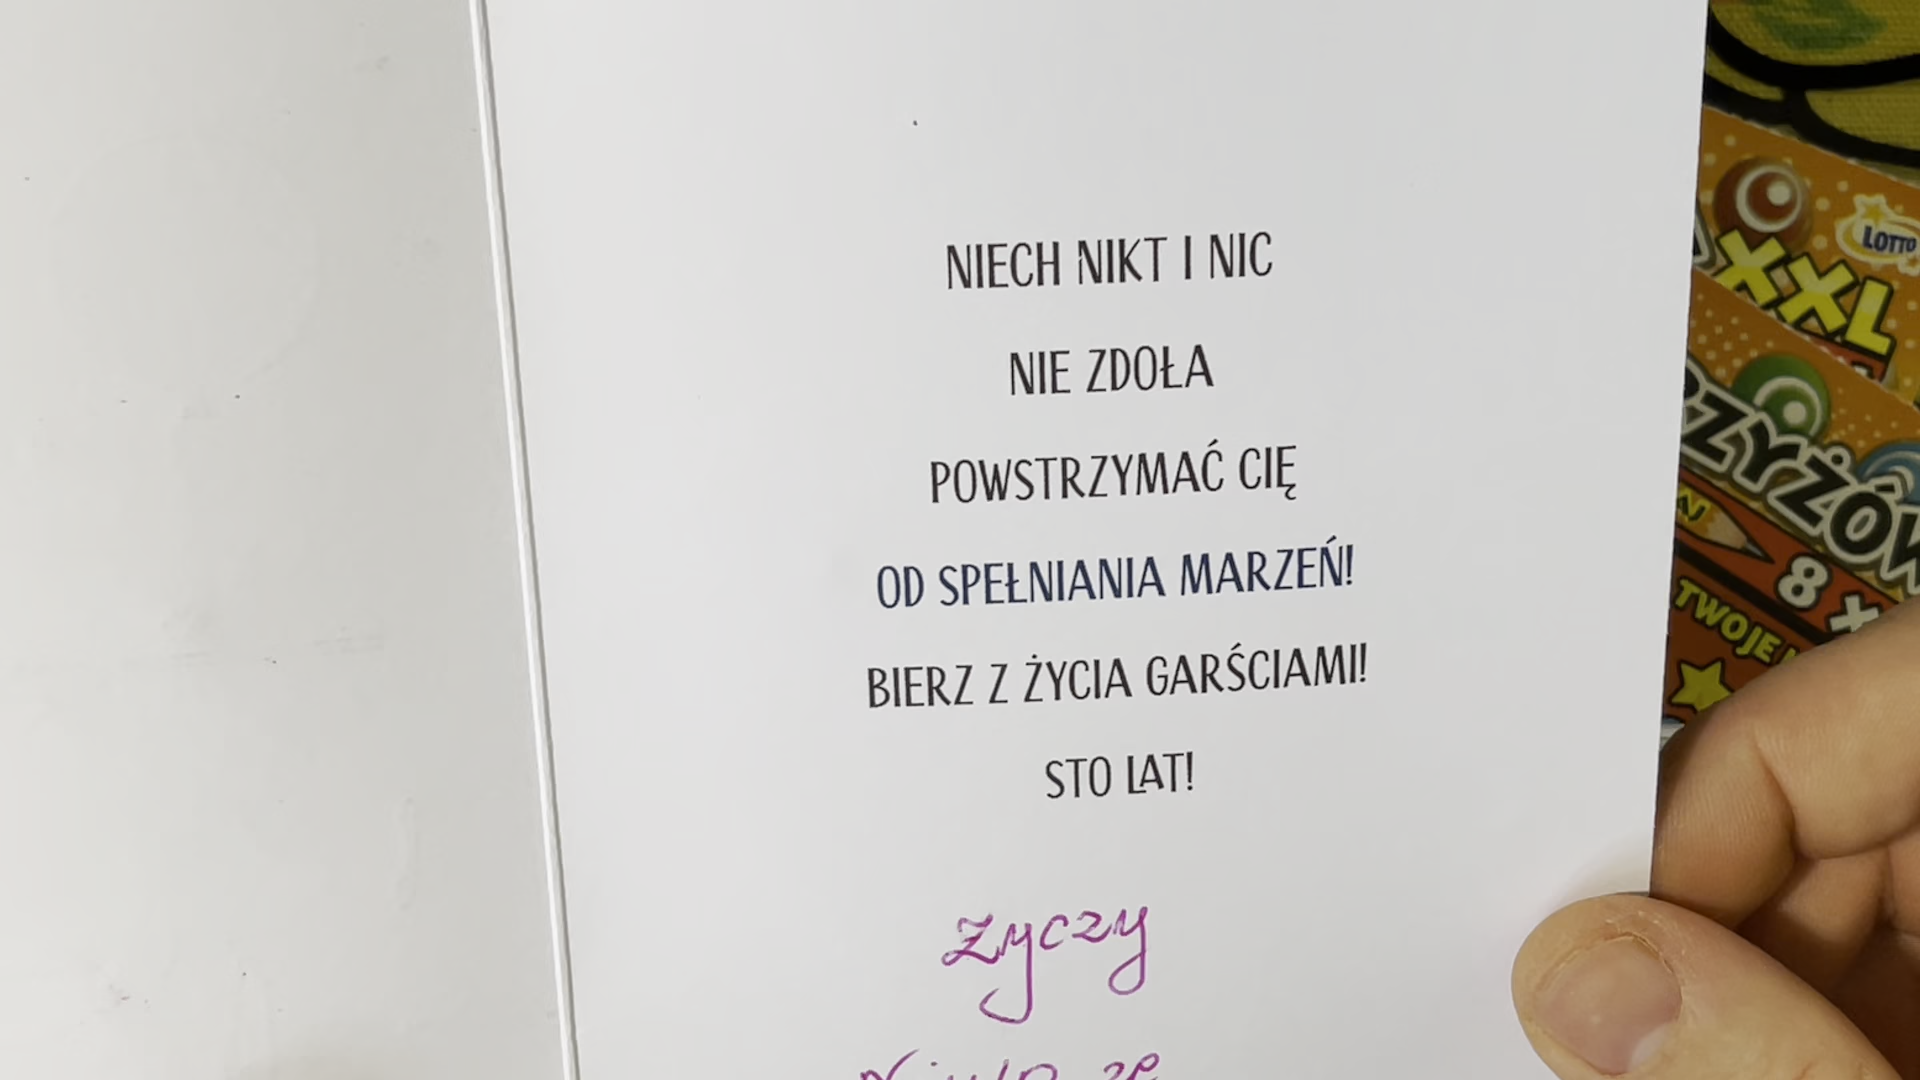 NIECH NIKT I NIC
NIE ZDOŁA
POWSTRZYMAĆ CIĘ
OD SPEŁNIANIA MARZEŃ!
BIERZ Z ŻYCIA GARŚCIAMI!
STO LAT!
życzy
LOTTO
XXL
RZYŻÓW
8 X
TWOJE